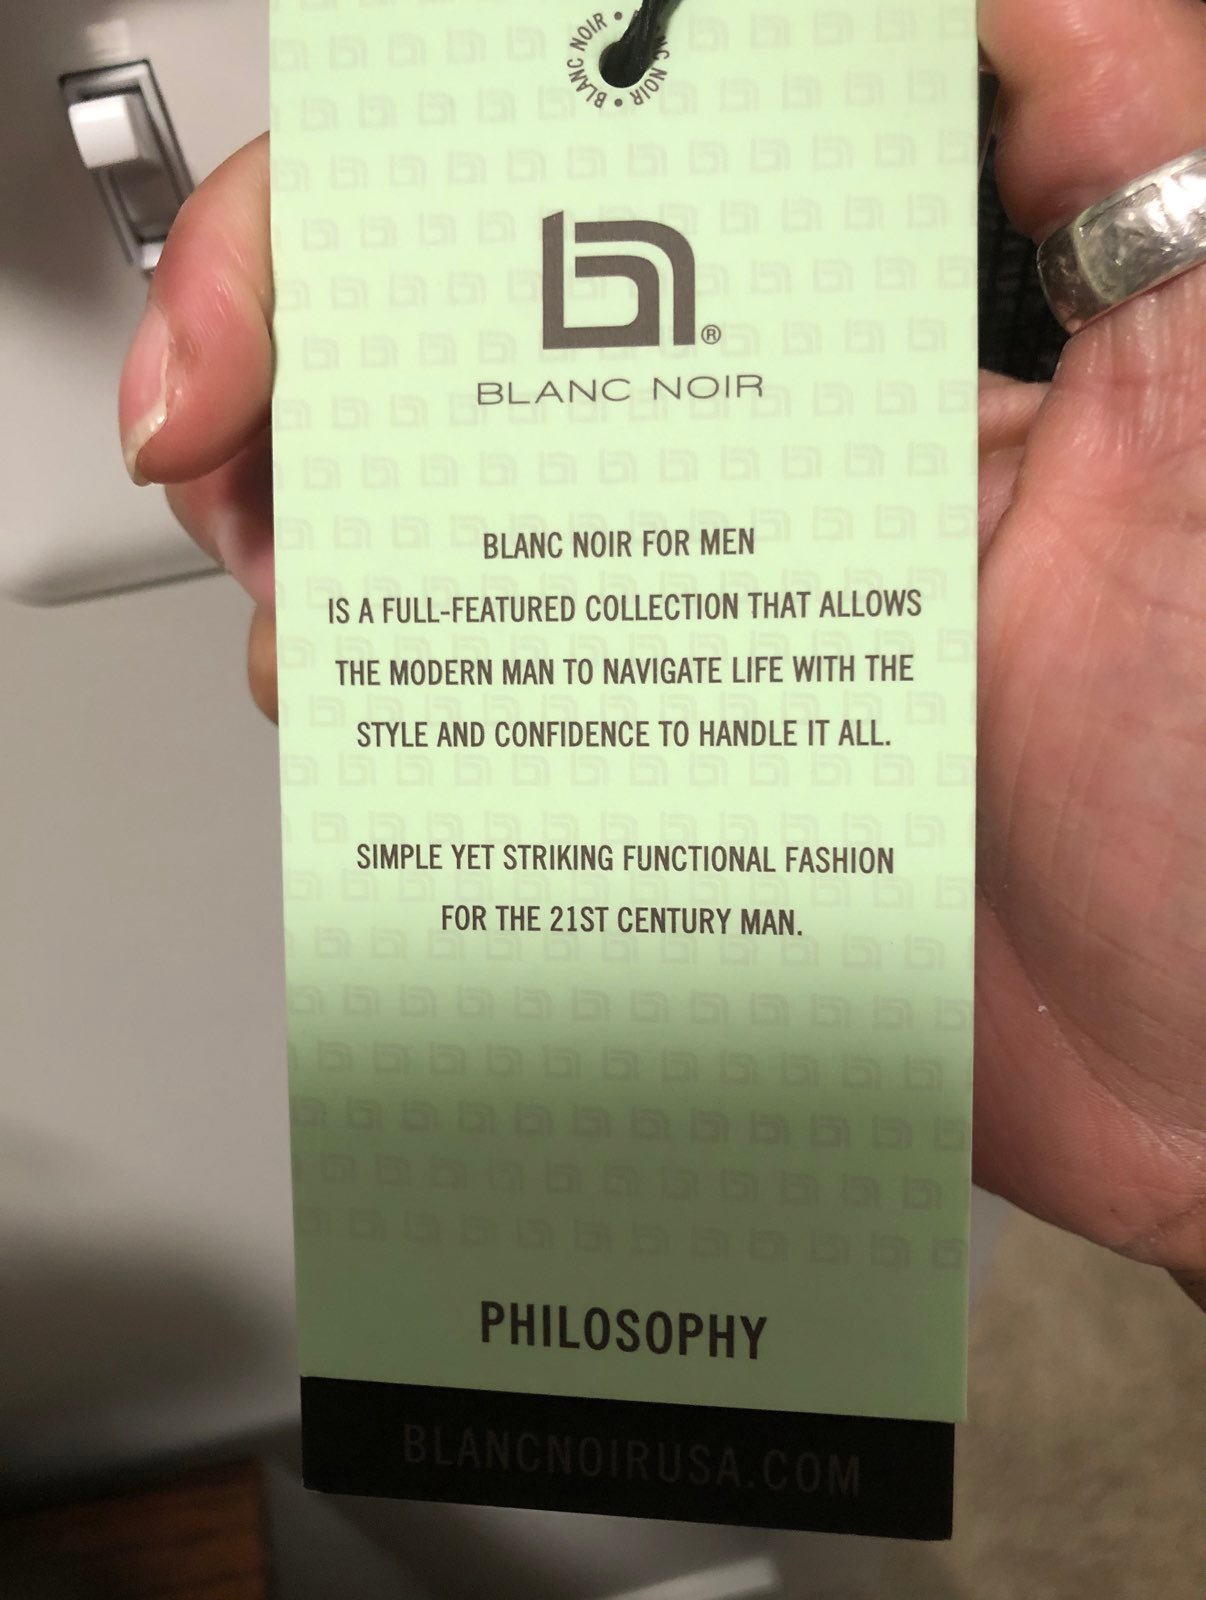 BLANC NOIR • BLANC NOIR •
bn®
BLANC NOIR
BLANC NOIR FOR MEN
IS A FULL-FEATURED COLLECTION THAT ALLOWS
THE MODERN MAN TO NAVIGATE LIFE WITH THE
STYLE AND CONFIDENCE TO HANDLE IT ALL.
SIMPLE YET STRIKING FUNCTIONAL FASHION
FOR THE 21ST CENTURY MAN.
PHILOSOPHY
BLANCNOIRUSA.COM